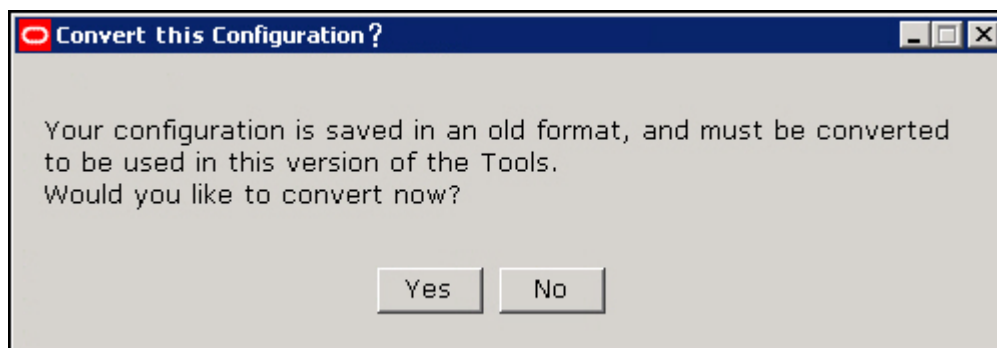 Convert this Configuration?
Your configuration is saved in an old format, and must be converted
to be used in this version of the Tools.
Would you like to convert now?
Yes No